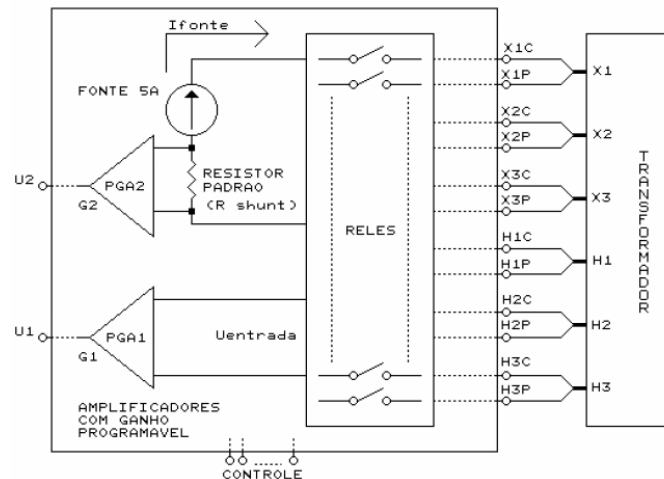 Ifonte
FONTE 5A
U2
PGA2
G2
RESISTOR
PADRAO
(R shunt)
RELES
U1
PGA1
G1
Uentrada
AMPLIFICADORES
COM GANHO
PROGRAMAVEL
CONTROLE
X1C
X1P
X1
X2C
X2P
X2
X3C
X3P
X3
H1C
H1P
H1
H2C
H2P
H2
H3C
H3P
H3
TRANSFORMADOR